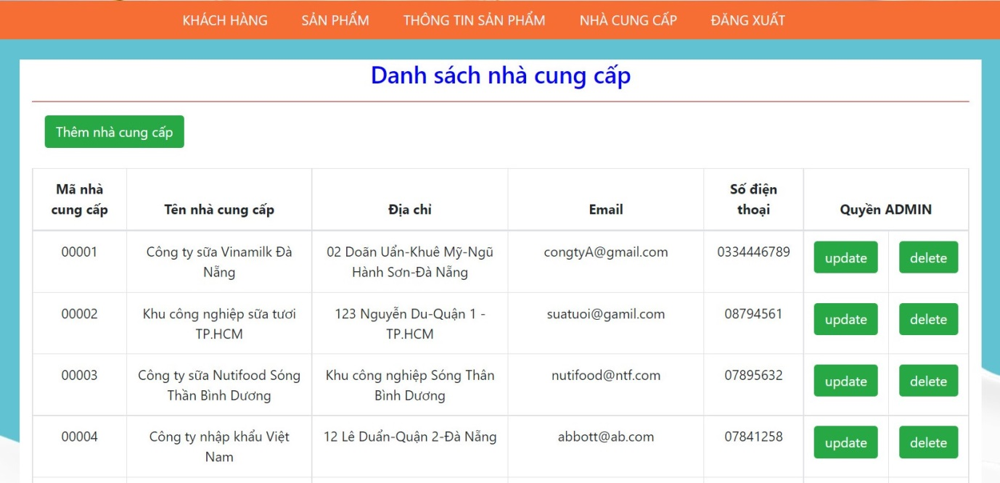 KHÁCH HÀNG SẢN PHẨM THÔNG TIN SẢN PHẨM NHÀ CUNG CẤP ĐĂNG XUẤT
Danh sách nhà cung cấp
Thêm nhà cung cấp
Mã nhà cung cấp Tên nhà cung cấp Địa chỉ Email Số điện thoại Quyền ADMIN
00001 Công ty sữa Vinamilk Đà Nẵng 02 Doãn Uẩn-Khuê Mỹ-Ngũ Hành Sơn-Đà Nẵng congtyA@gmail.com 0334446789 update delete
00002 Khu công nghiệp sữa tươi TP.HCM 123 Nguyễn Du-Quận 1 - TP.HCM suatuoi@gamil.com 08794561 update delete
00003 Công ty sữa Nutifood Sóng Thần Bình Dương Khu công nghiệp Sóng Thân Bình Dương nutifood@ntf.com 07895632 update delete
00004 Công ty nhập khẩu Việt Nam 12 Lê Duẩn-Quận 2-Đà Nẵng abbott@ab.com 07841258 update delete